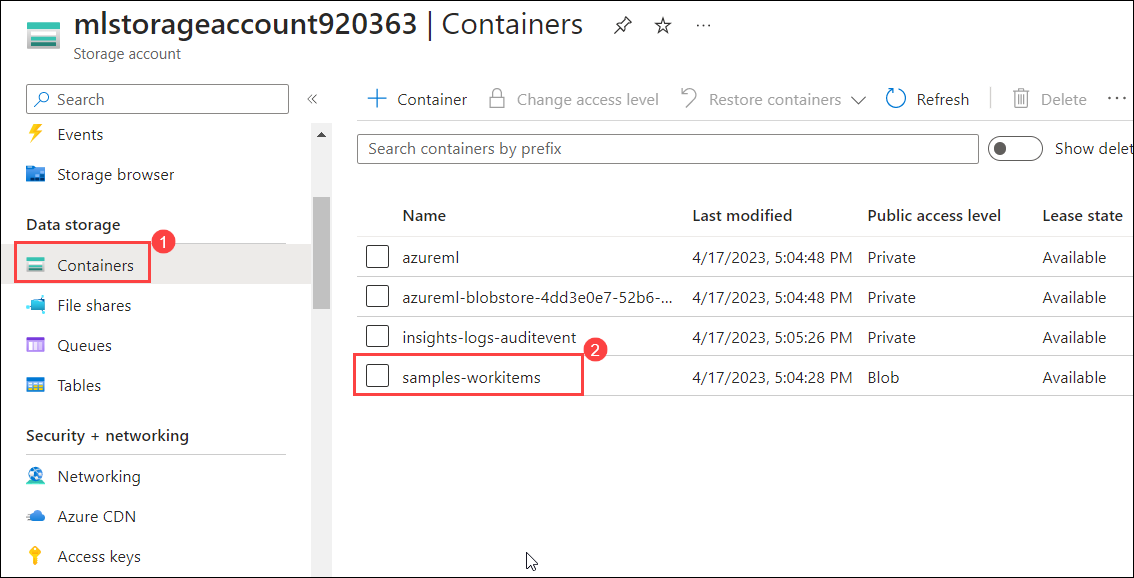 mlstorageaccount920363 | Containers
Storage account
Search
Events
Storage browser
Data storage
1
Containers
File shares
Queues
Tables
Security + networking
Networking
Azure CDN
Access keys
Container Change access level Restore containers Refresh Delete ...
Search containers by prefix Show delet
Name Last modified Public access level Lease state
azureml 4/17/2023, 5:04:48 PM Private Available
azureml-blobstore-4dd3e0e7-52b6-... 4/17/2023, 5:04:48 PM Private Available
insights-logs-auditevent 4/17/2023, 5:05:26 PM Private Available
2
samples-workitems 4/17/2023, 5:04:28 PM Blob Available